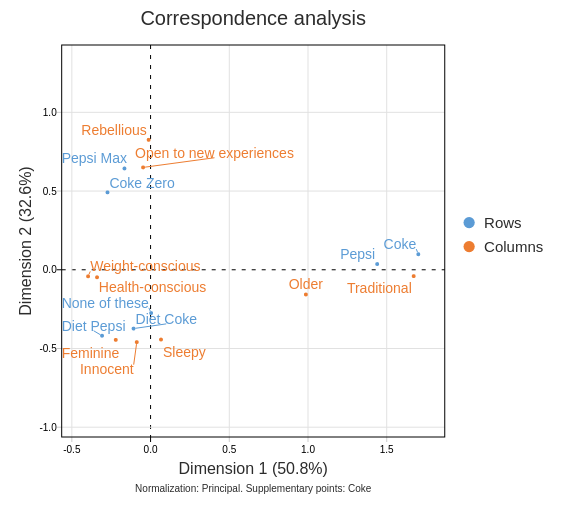 Correspondence analysis
1.0
Rebellious
Open to new experiences
Pepsi Max
Coke Zero
0.5
Coke
Pepsi
Rows
Columns
Dimension 2 (32.6%)
0.0
Weight-conscious
Health-conscious
Older
Traditional
None of these
Diet Coke
Diet Pepsi
-0.5
Feminine
Sleepy
Innocent
-1.0
-0.5 0.0 0.5 1.0 1.5
Dimension 1 (50.8%)
Normalization: Principal. Supplementary points: Coke